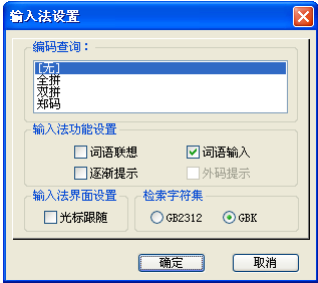 输入法设置
编码查询：
[无]
全拼
双拼
郑码
输入法功能设置
词语联想 词语输入
逐渐提示 外码提示
输入法界面设置 检索字符集
光标跟随 GB2312 GBK
确定 取消